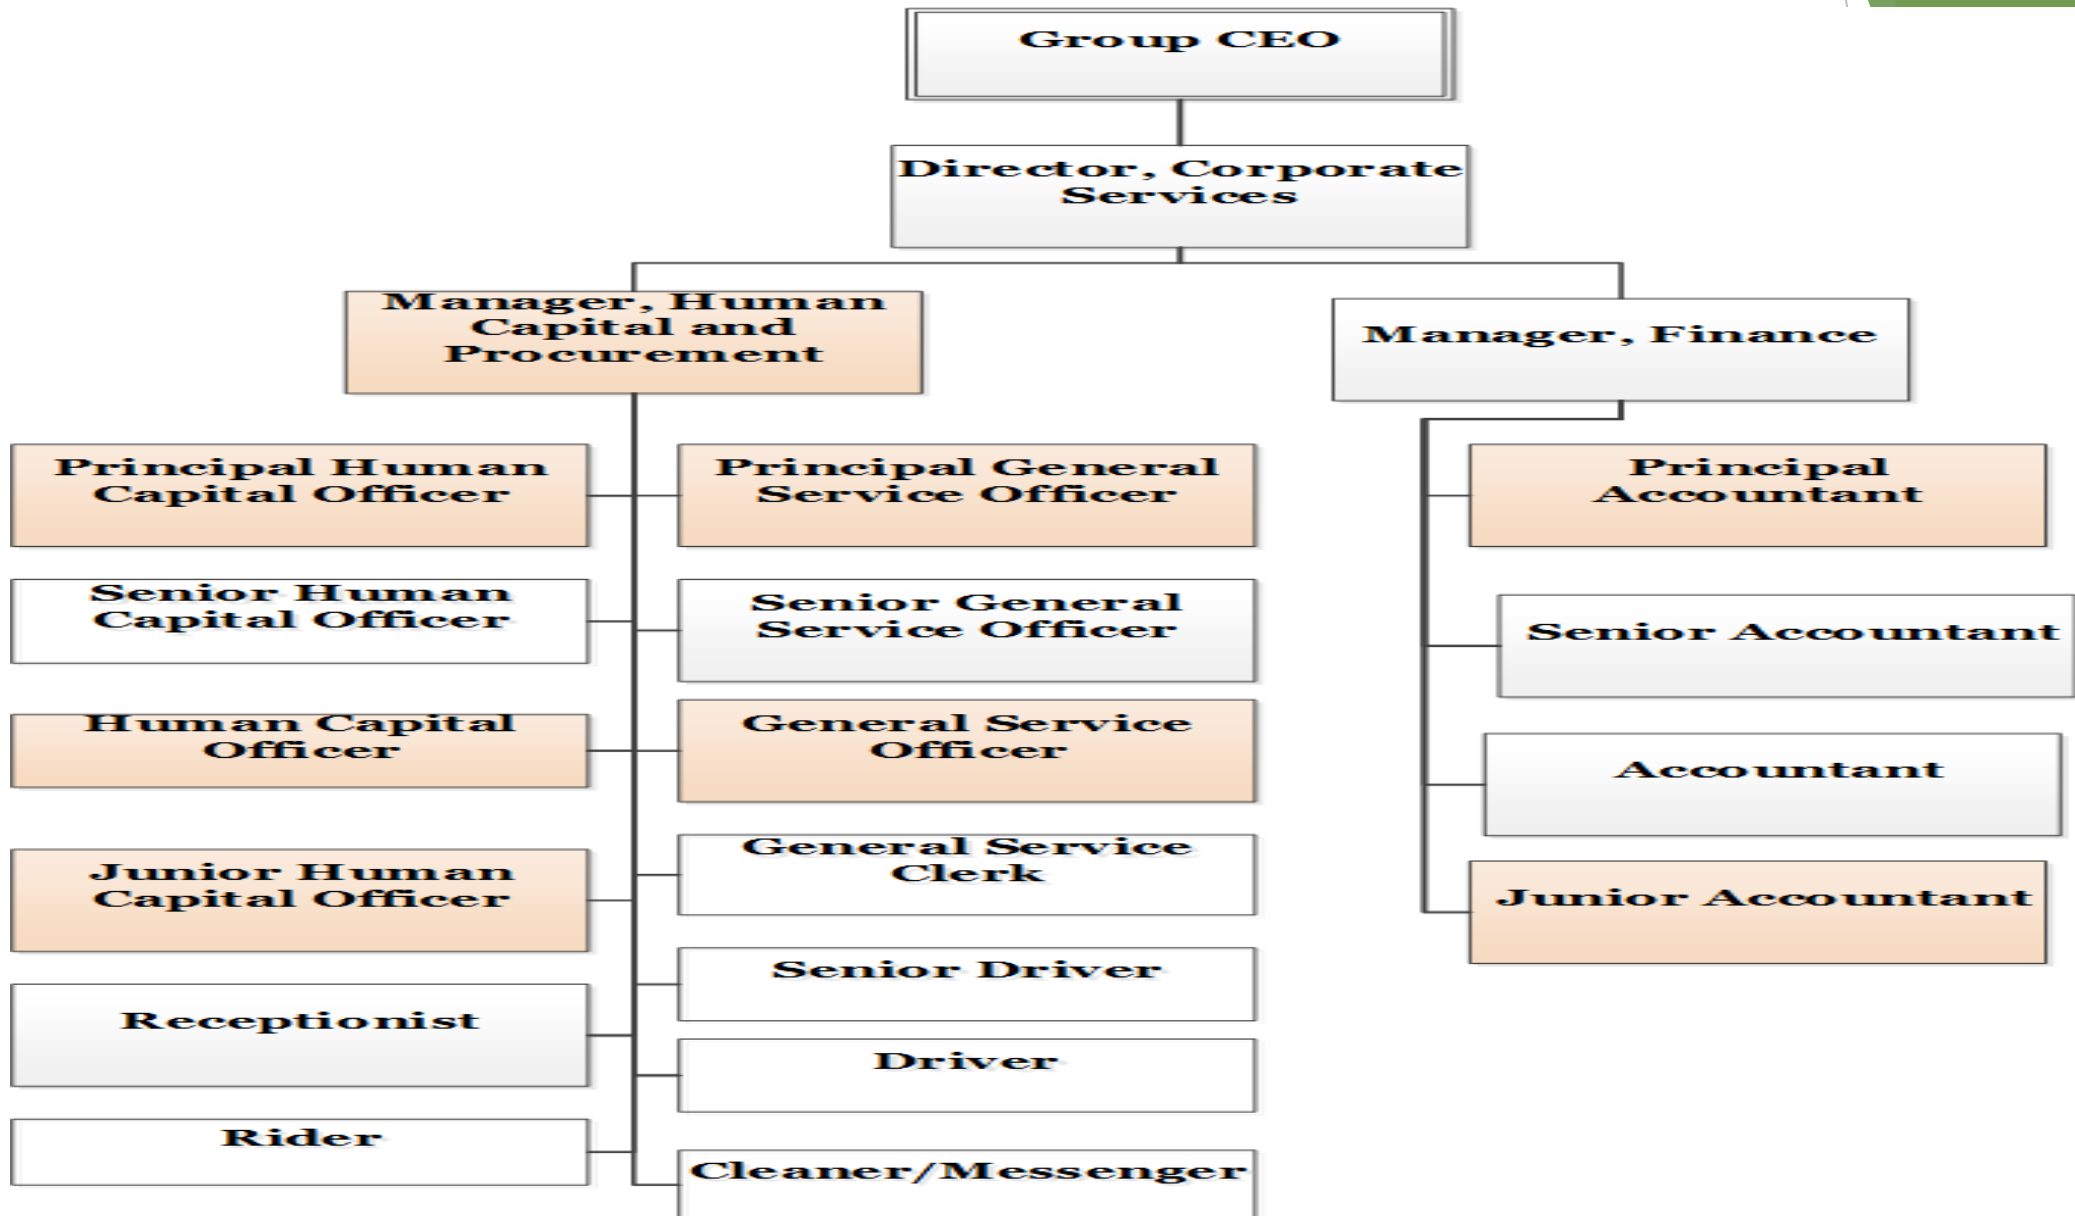 Group CEO
Director, Corporate
Services
Manager, Human
Capital and
Procurement
Manager, Finance
Principal Human
Capital Officer
Principal General
Service Officer
Principal
Accountant
Senior Human
Capital Officer
Senior General
Service Officer
Senior Accountant
Human Capital
Officer
General Service
Officer
Accountant
Junior Human
Capital Officer
General Service
Clerk
Junior Accountant
Receptionist
Senior Driver
Driver
Rider
Cleaner/Messenger